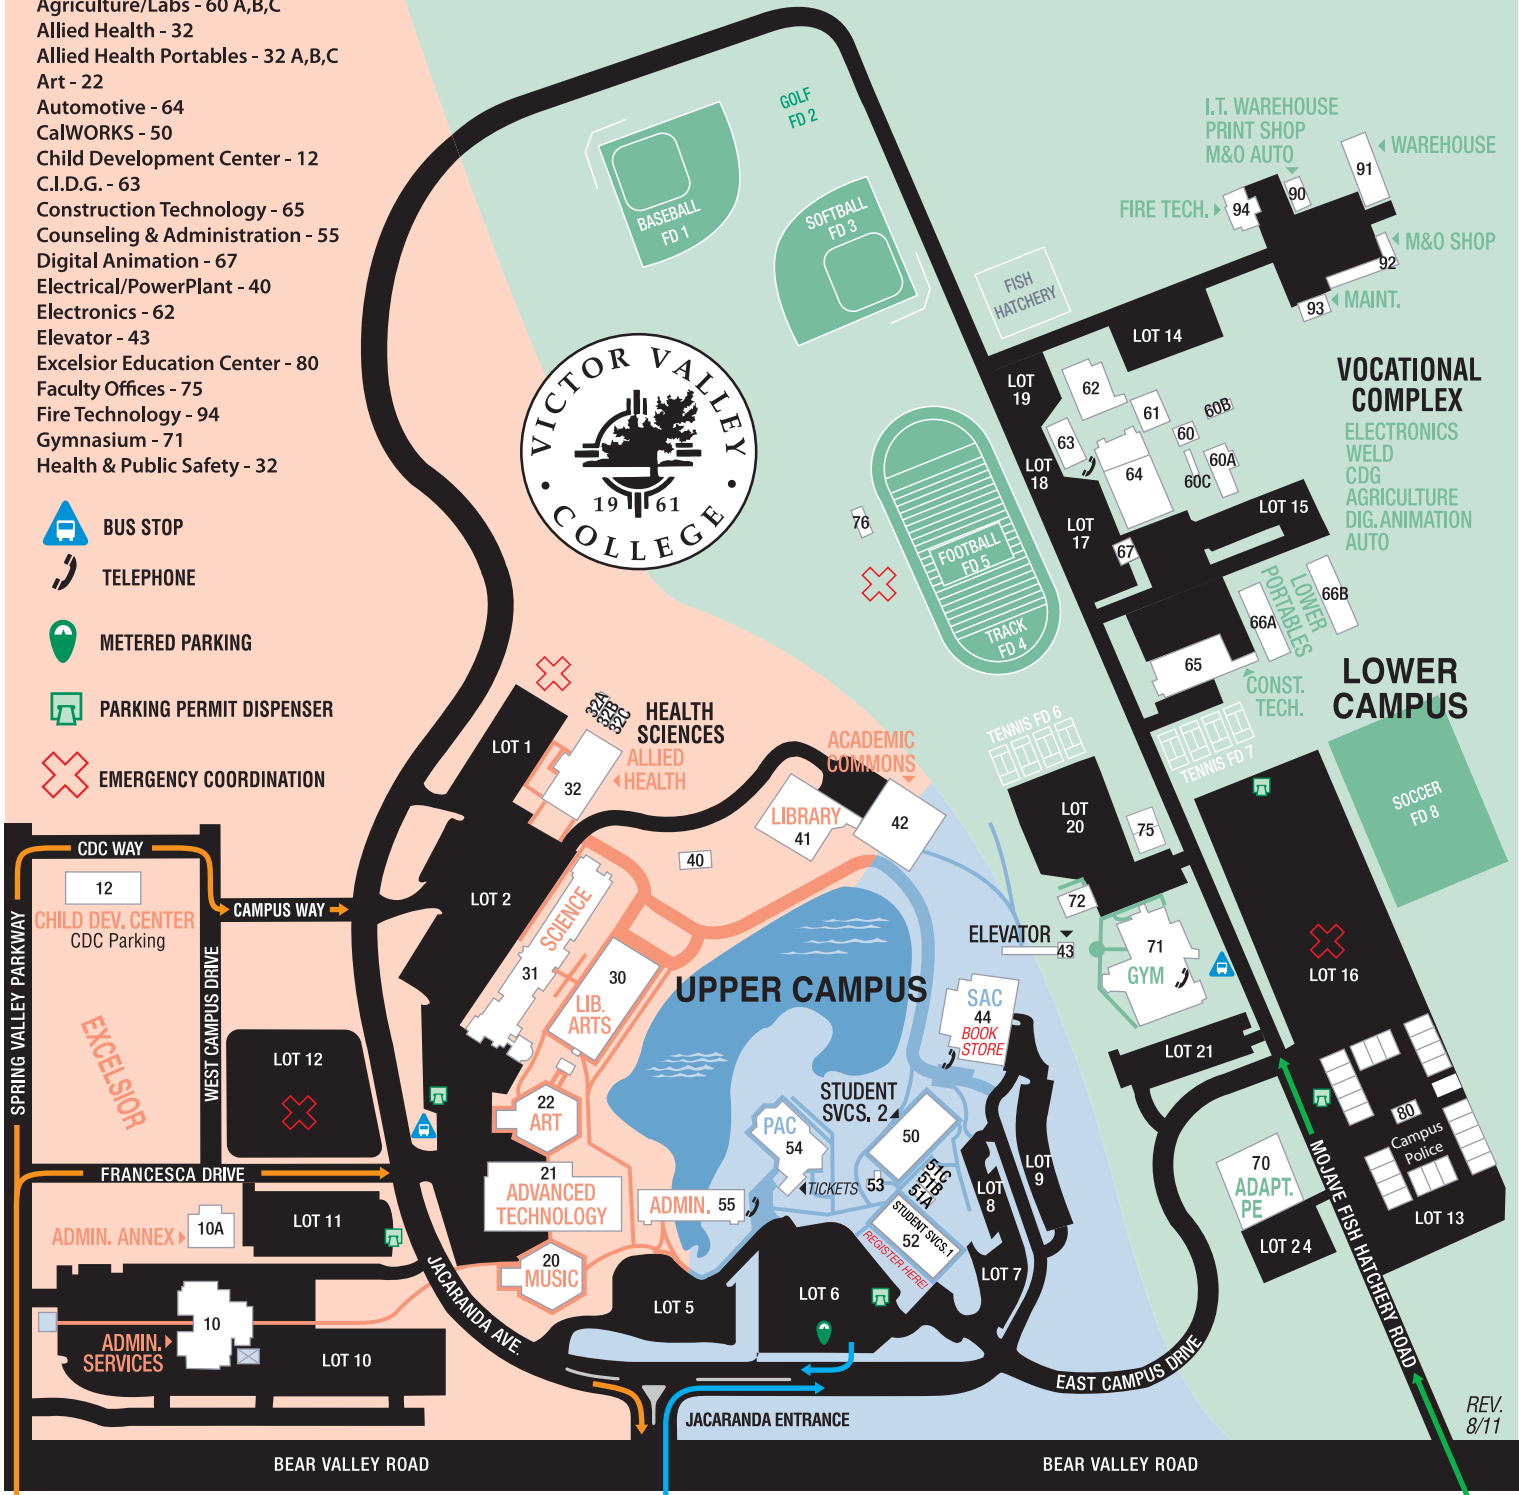 Agriculture/Labs - 60 A,B,C
Allied Health - 32
Allied Health Portables - 32 A,B,C
Art - 22
Automotive - 64
CalWORKS - 50
Child Development Center - 12
C.I.D.G. - 63
Construction Technology - 65
Counseling & Administration - 55
Digital Animation - 67
Electrical/PowerPlant - 40
Electronics - 62
Elevator - 43
Excelsior Education Center - 80
Faculty Offices - 75
Fire Technology - 94
Gymnasium - 71
Health & Public Safety - 32
BUS STOP
TELEPHONE
METERED PARKING
PARKING PERMIT DISPENSER
EMERGENCY COORDINATION
GOLF
FD 2
BASEBALL
FD 1
SOFTBALL
FD 3
FISH
HATCHERY
VICTOR VALLEY
COLLEGE
19 61
I.T. WAREHOUSE
PRINT SHOP
M&O AUTO
WAREHOUSE
91
90
FIRE TECH.
94
M&O SHOP
92
MAINT.
93
LOT 14
LOT
19
62
61
60B
60
63
LOT
18
64
60A
60C
VOCATIONAL
COMPLEX
ELECTRONICS
WELD
CDG
AGRICULTURE
DIG. ANIMATION
AUTO
LOT 15
LOT
17
67
76
FOOTBALL
FD 5
TRACK
FD 4
66B
LOWER
PORTABLES
66A
65
CONST.
TECH.
LOWER
CAMPUS
TENNIS FD 6
TENNIS FD 7
SOCCER
FD 8
LOT
20
75
72
ELEVATOR
43
71
GYM
LOT 16
LOT 21
80
Campus
Police
LOT 13
70
ADAPT.
PE
LOT 24
MOJAVE FISH HATCHERY ROAD
32A
32B
32C
HEALTH
SCIENCES
ALLIED
HEALTH
LOT 1
32
ACADEMIC
COMMONS
LIBRARY
41
42
40
LOT 2
SCIENCE
31
30
LIB.
ARTS
UPPER CAMPUS
SAC
44
BOOK
STORE
STUDENT
SVCS. 2
50
PAC
54
TICKETS
53
51C
51B
51A
STUDENT SVCS.1
52
REGISTER HERE!
LOT
9
LOT
8
LOT 7
LOT 6
LOT 5
22
ART
21
ADVANCED
TECHNOLOGY
ADMIN. 55
20
MUSIC
CDC WAY
12
CHILD DEV. CENTER
CDC Parking
CAMPUS WAY
SPRING VALLEY PARKWAY
WEST CAMPUS DRIVE
EXCELSIOR
LOT 12
FRANCESCA DRIVE
ADMIN. ANNEX
10A
LOT 11
10
ADMIN.
SERVICES
LOT 10
JACARANDA AVE.
EAST CAMPUS DRIVE
JACARANDA ENTRANCE
REV.
8/11
BEAR VALLEY ROAD
BEAR VALLEY ROAD